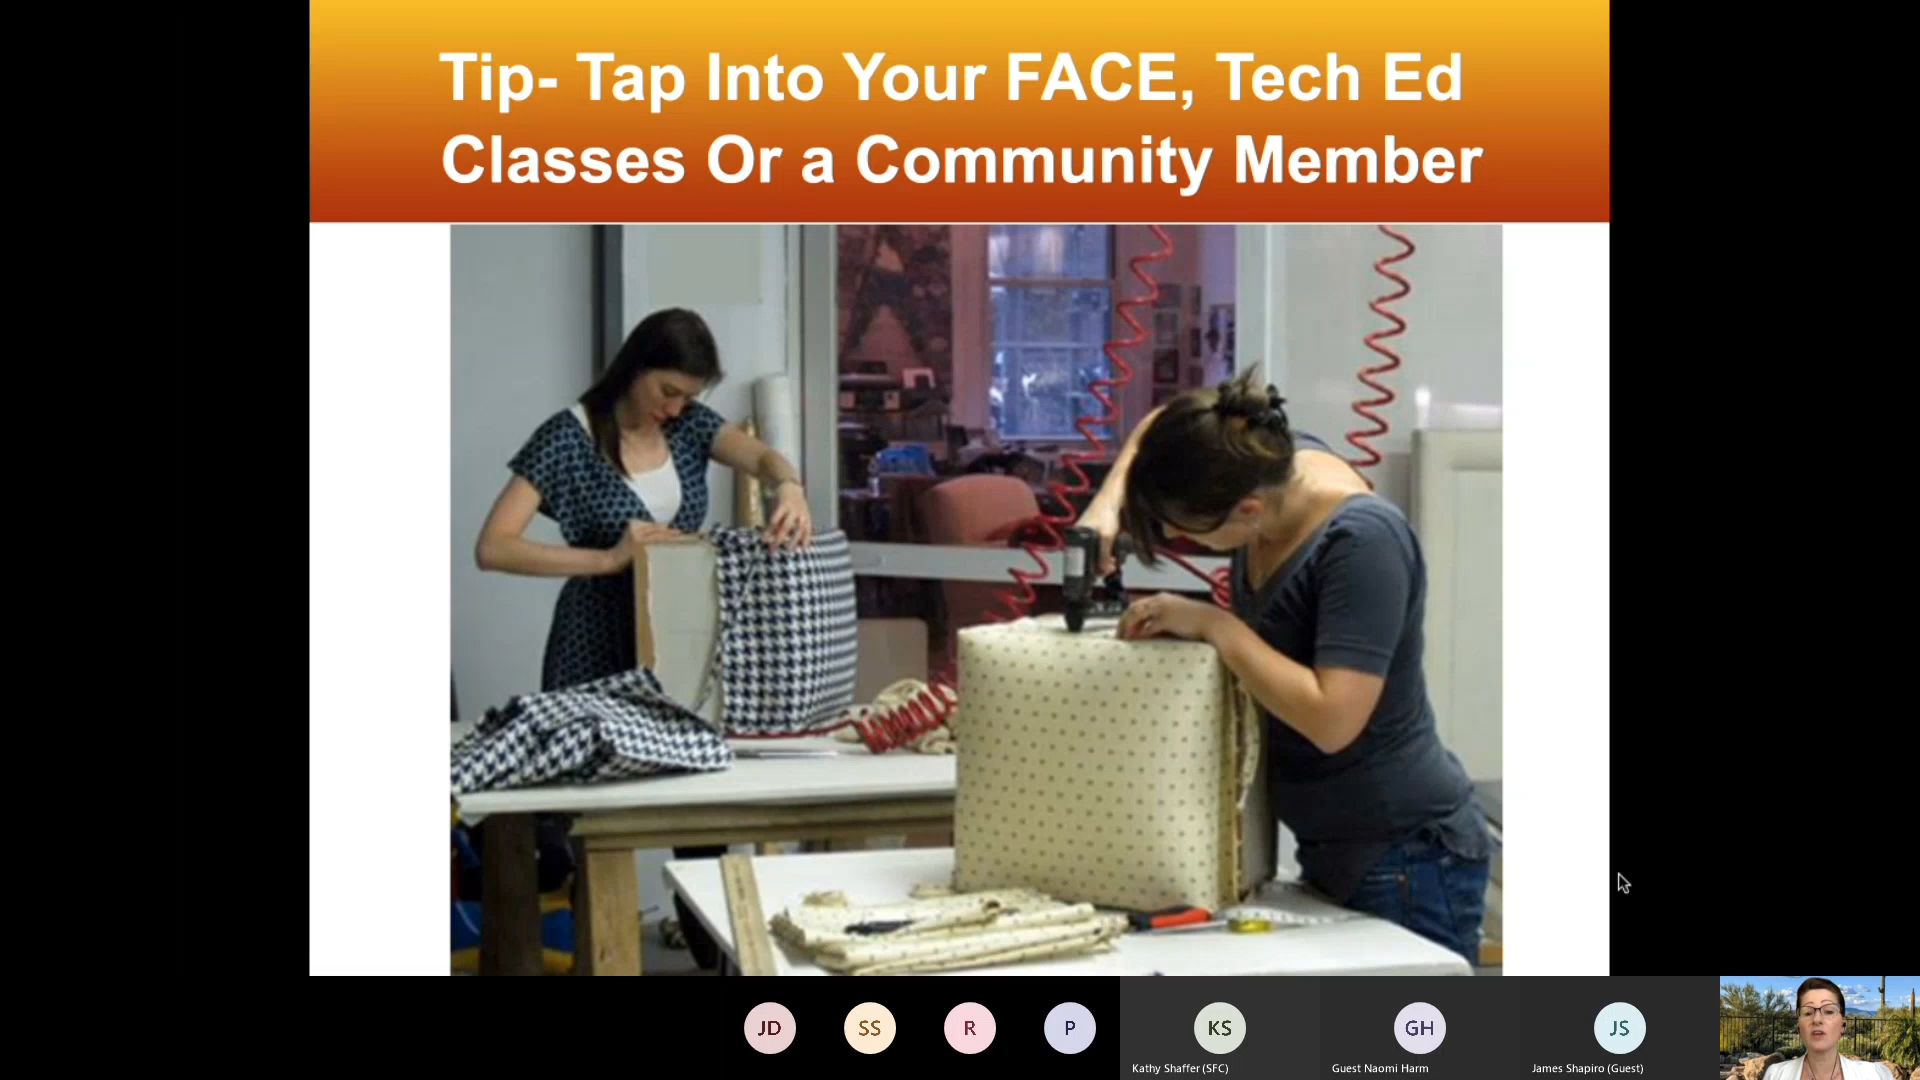 Tip- Tap Into Your FACE, Tech Ed
Classes Or a Community Member
JD
SS
R
P
KS
GH
JS
Kathy Shaffer (SFC)
Guest Naomi Harm
James Shapiro (Guest)